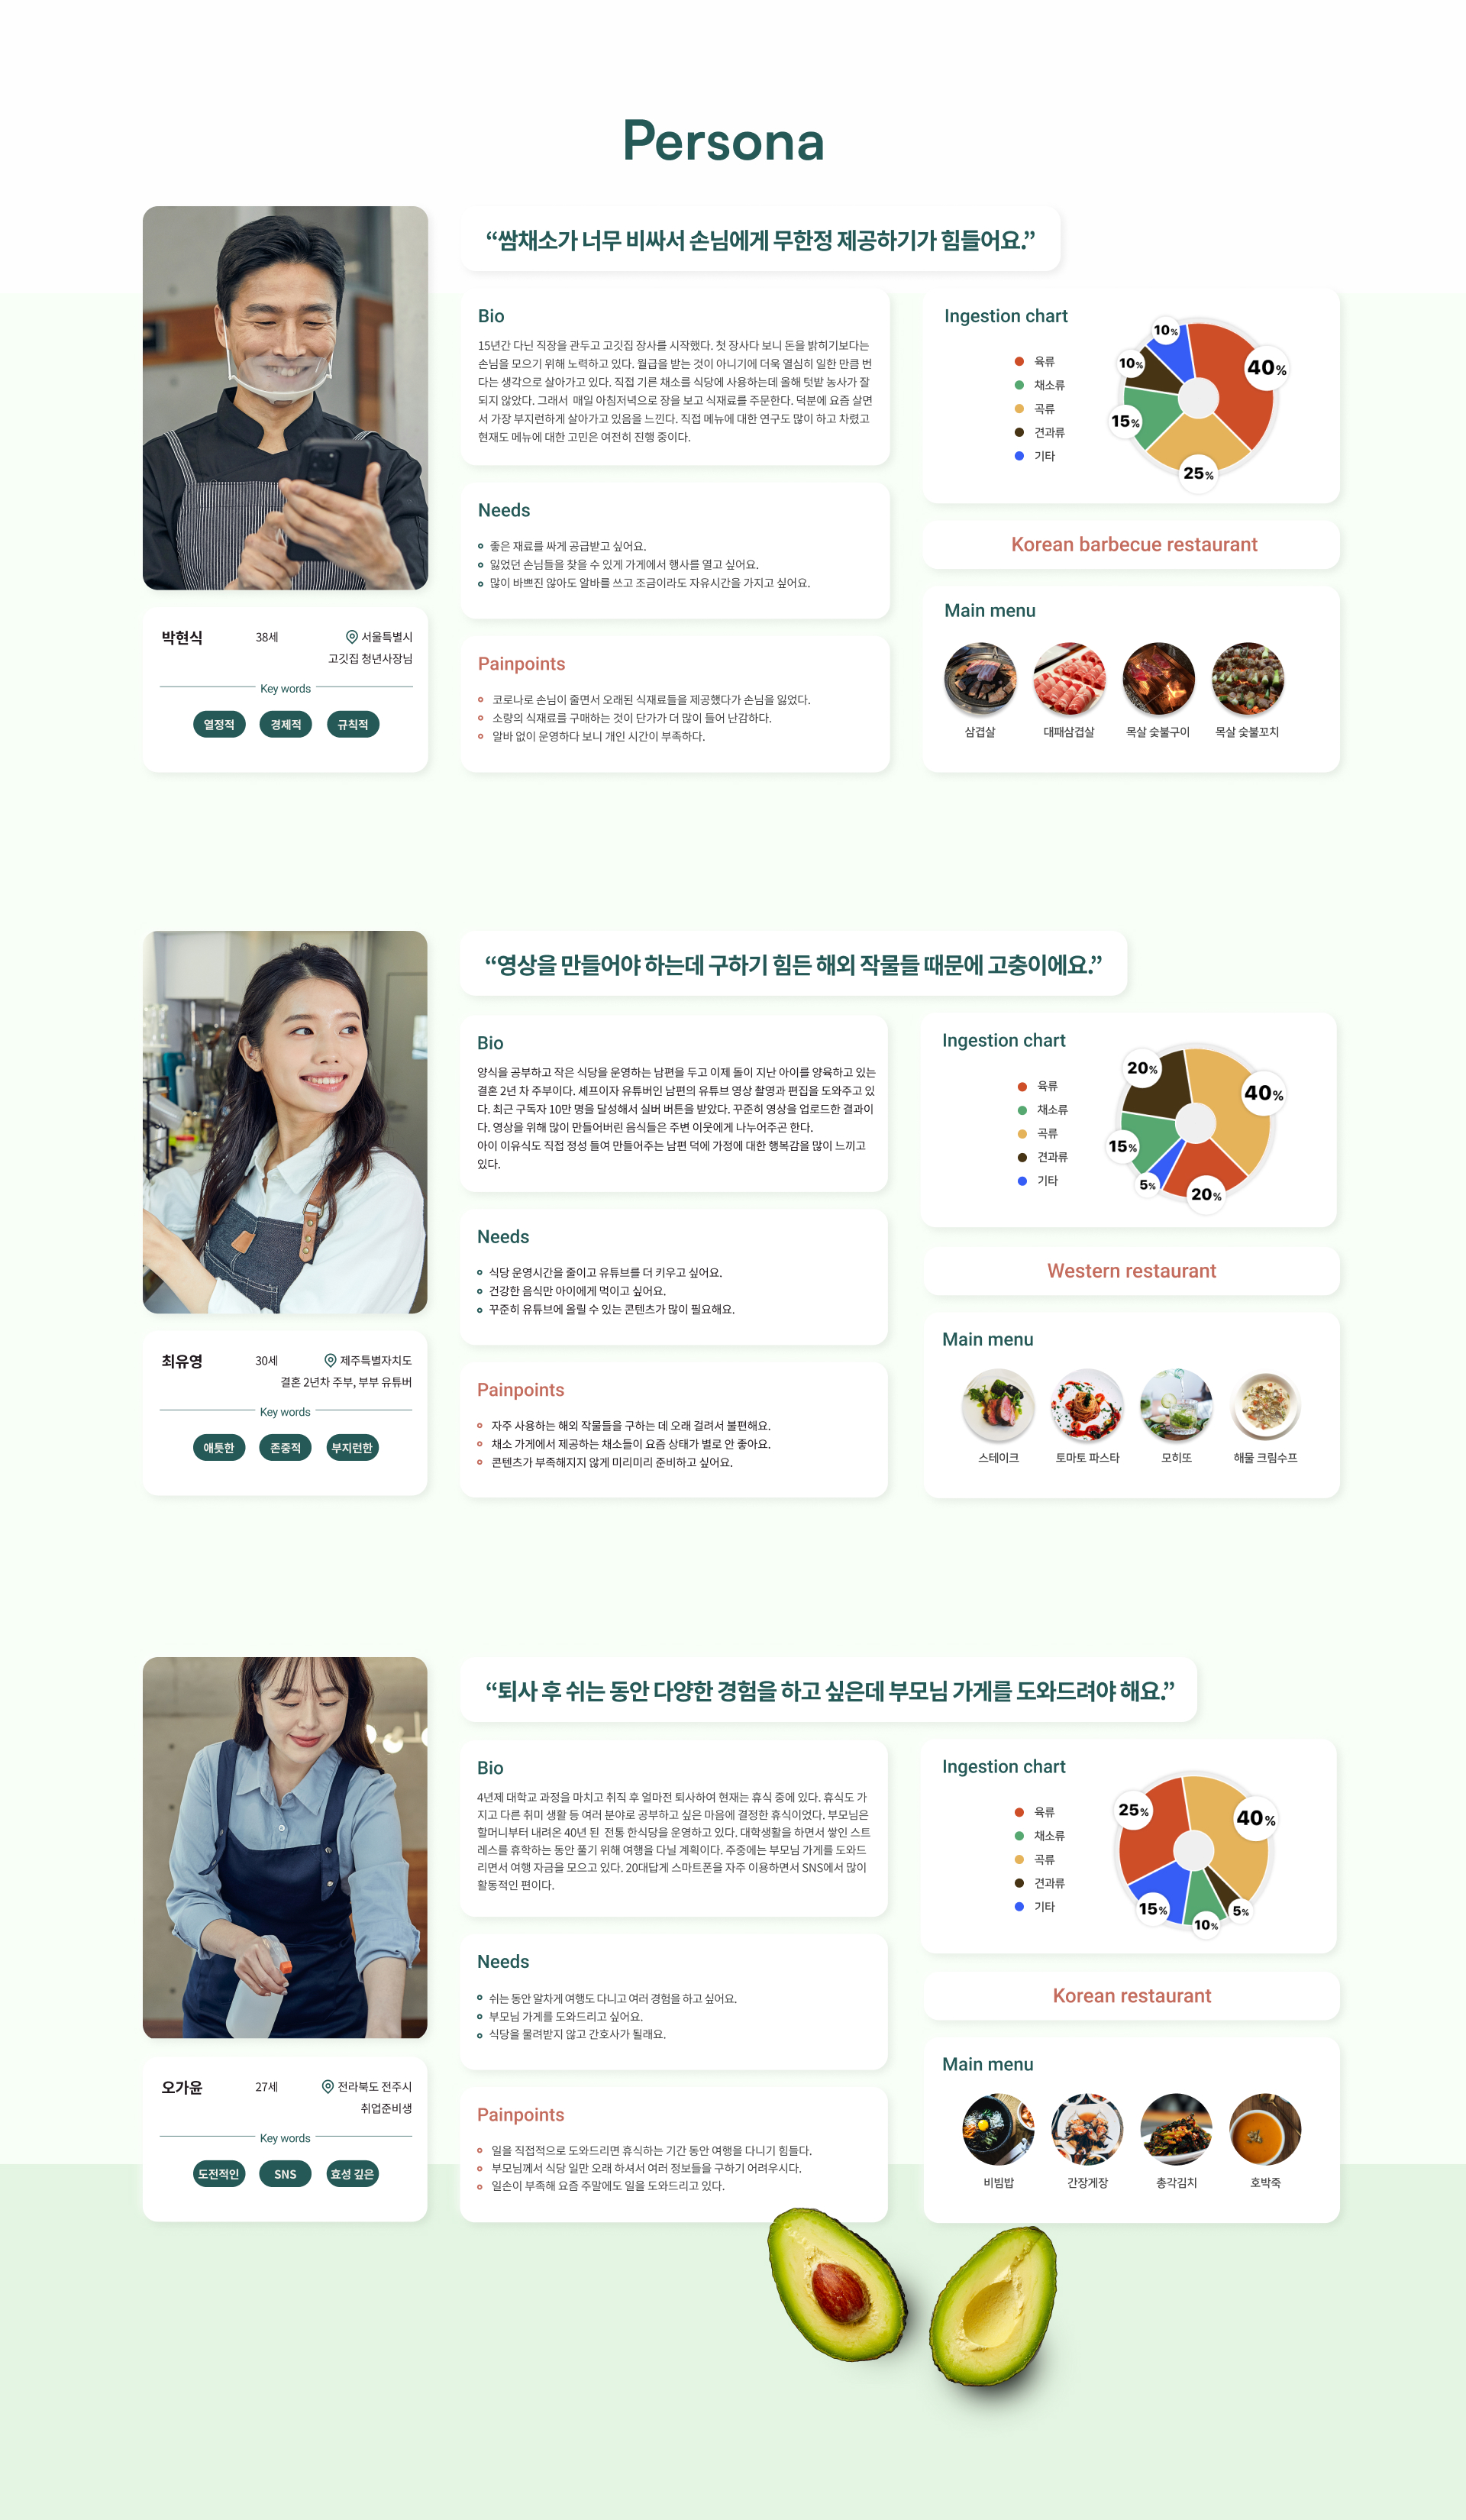 Persona
“쌈채소가 너무 비싸서 손님에게 무한정 제공하기가 힘들어요.”
박현식
38세
서울특별시
고깃집 청년사장님
Key words
열정적
경제적
규칙적
Bio
15년간 다닌 직장을 관두고 고깃집 장사를 시작했다. 첫 장사다 보니 돈을 밝히기보다는
손님을 모으기 위해 노력하고 있다. 월급을 받는 것이 아니기에 더욱 열심히 일한 만큼 번
다는 생각으로 살아가고 있다. 직접 기른 채소를 식당에 사용하는데 올해 텃밭 농사가 잘
되지 않았다. 그래서 매일 아침저녁으로 장을 보고 식재료를 주문한다. 덕분에 요즘 살면
서 가장 부지런하게 살아가고 있음을 느낀다. 직접 메뉴에 대한 연구도 많이 하고 차렸고
현재도 메뉴에 대한 고민은 여전히 진행 중이다.
Needs
좋은 재료를 싸게 공급받고 싶어요.
잃었던 손님들을 찾을 수 있게 가게에서 행사를 열고 싶어요.
많이 바쁘진 않아도 알바를 쓰고 조금이라도 자유시간을 가지고 싶어요.
Painpoints
코로나로 손님이 줄면서 오래된 식재료들을 제공했다가 손님을 잃었다.
소량의 식재료를 구매하는 것이 단가가 더 많이 들어 난감하다.
알바 없이 운영하다 보니 개인 시간이 부족하다.
Ingestion chart
육류
채소류
곡류
견과류
기타
10%
40%
10%
15%
25%
Korean barbecue restaurant
Main menu
삼겹살
대패삼겹살
목살 숯불구이
목살 숯불꼬치
“영상을 만들어야 하는데 구하기 힘든 해외 작물들 때문에 고충이에요.”
최유영
30세
제주특별자치도
결혼 2년차 주부, 부부 유튜버
Key words
애틋한
존중적
부지런한
Bio
양식을 공부하고 작은 식당을 운영하는 남편을 두고 이제 돌이 지난 아이를 양육하고 있는
결혼 2년 차 주부이다. 셰프이자 유튜버인 남편의 유튜브 영상 촬영과 편집을 도와주고 있
다. 최근 구독자 10만 명을 달성해서 실버 버튼을 받았다. 꾸준히 영상을 업로드한 결과이
다. 영상을 위해 많이 만들어버린 음식들은 주변 이웃에게 나누어주곤 한다.
아이 이유식도 직접 정성 들여 만들어주는 남편 덕에 가정에 대한 행복감을 많이 느끼고
있다.
Needs
식당 운영시간을 줄이고 유튜브를 더 키우고 싶어요.
건강한 음식만 아이에게 먹이고 싶어요.
꾸준히 유튜브에 올릴 수 있는 콘텐츠가 많이 필요해요.
Painpoints
자주 사용하는 해외 작물들을 구하는 데 오래 걸려서 불편해요.
채소 가게에서 제공하는 채소들이 요즘 상태가 별로 안 좋아요.
콘텐츠가 부족해지지 않게 미리미리 준비하고 싶어요.
Ingestion chart
육류
채소류
곡류
견과류
기타
20%
40%
15%
5%
20%
Western restaurant
Main menu
스테이크
토마토 파스타
모히또
해물 크림수프
“퇴사 후 쉬는 동안 다양한 경험을 하고 싶은데 부모님 가게를 도와드려야 해요.”
오가윤
27세
전라북도 전주시
취업준비생
Key words
도전적인
SNS
효성 깊은
Bio
4년제 대학교 과정을 마치고 취직 후 얼마전 퇴사하여 현재는 휴식 중에 있다. 휴식도 가
지고 다른 취미 생활 등 여러 분야로 공부하고 싶은 마음에 결정한 휴식이었다. 부모님은
할머니부터 내려온 40년 된 전통 한식당을 운영하고 있다. 대학생활을 하면서 쌓인 스트
레스를 휴학하는 동안 풀기 위해 여행을 다닐 계획이다. 주중에는 부모님 가게를 도와드
리면서 여행 자금을 모으고 있다. 20대답게 스마트폰을 자주 이용하면서 SNS에서 많이
활동적인 편이다.
Needs
쉬는 동안 알차게 여행도 다니고 여러 경험을 하고 싶어요.
부모님 가게를 도와드리고 싶어요.
식당을 물려받지 않고 간호사가 될래요.
Painpoints
일을 직접적으로 도와드리면 휴식하는 기간 동안 여행을 다니기 힘들다.
부모님께서 식당 일만 오래 하셔서 여러 정보들을 구하기 어려우시다.
일손이 부족해 요즘 주말에도 일을 도와드리고 있다.
Ingestion chart
육류
채소류
곡류
견과류
기타
25%
40%
15%
10%
5%
Korean restaurant
Main menu
비빔밥
간장게장
총각김치
호박죽